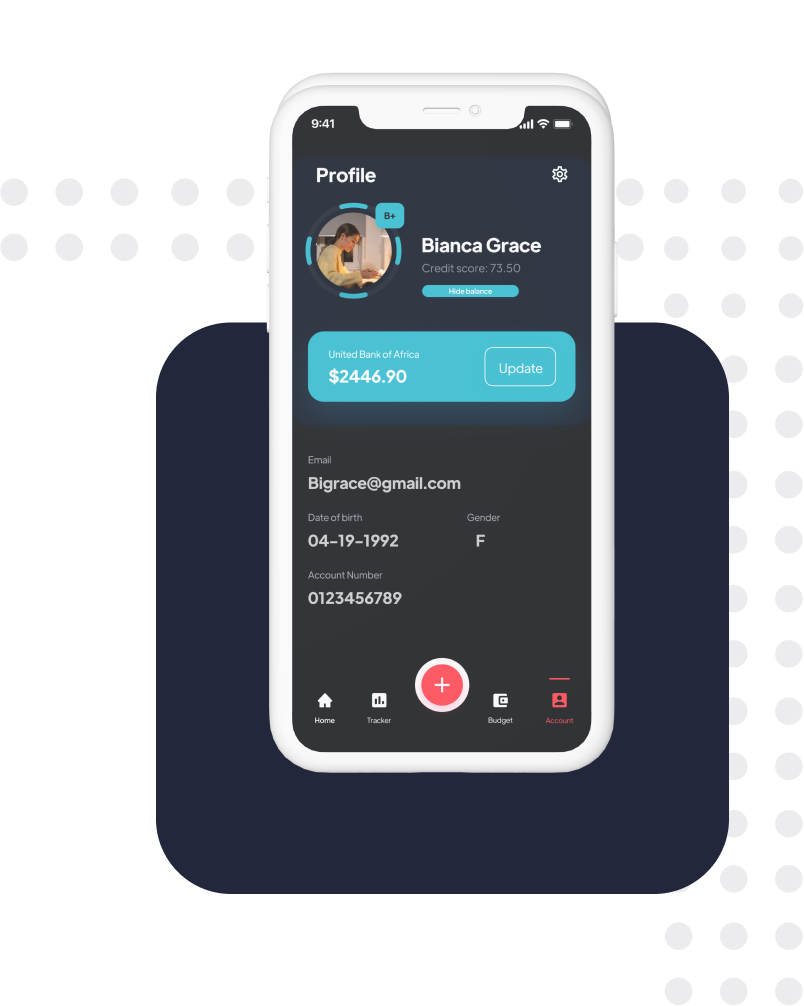 9:41
Profile
B+
Bianca Grace
Credit score: 73.50
Hide balance
United Bank of Africa
$2446.90
Update
Email
Bigrace@gmail.com
Date of birth
Gender
04-19-1992
F
Account Number
0123456789
Home
Tracker
Budget
Account